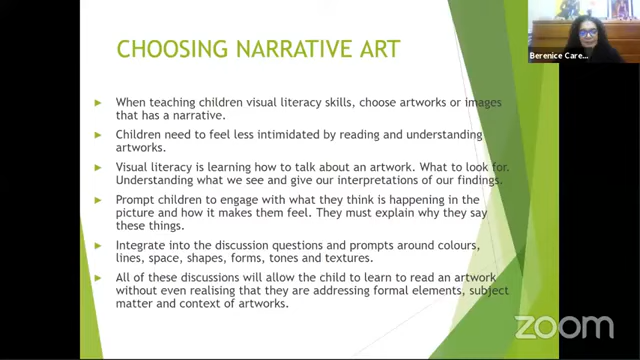 Berenice Care...
CHOOSING NARRATIVE ART
When teaching children visual literacy skills, choose artworks or images
that has a narrative.
Children need to feel less intimidated by reading and understanding
artworks.
Visual literacy is learning how to talk about an artwork. What to look for.
Understanding what we see and give our interpretations of our findings.
Prompt children to engage with what they think is happening in the
picture and how it makes them feel. They must explain why they say
these things.
Integrate into the discussion questions and prompts around colours,
lines, space, shapes, forms, tones and textures.
All of these discussions will allow the child to learn to read an artwork
without even realising that they are addressing formal elements, subject
matter and context of artworks.
zoom